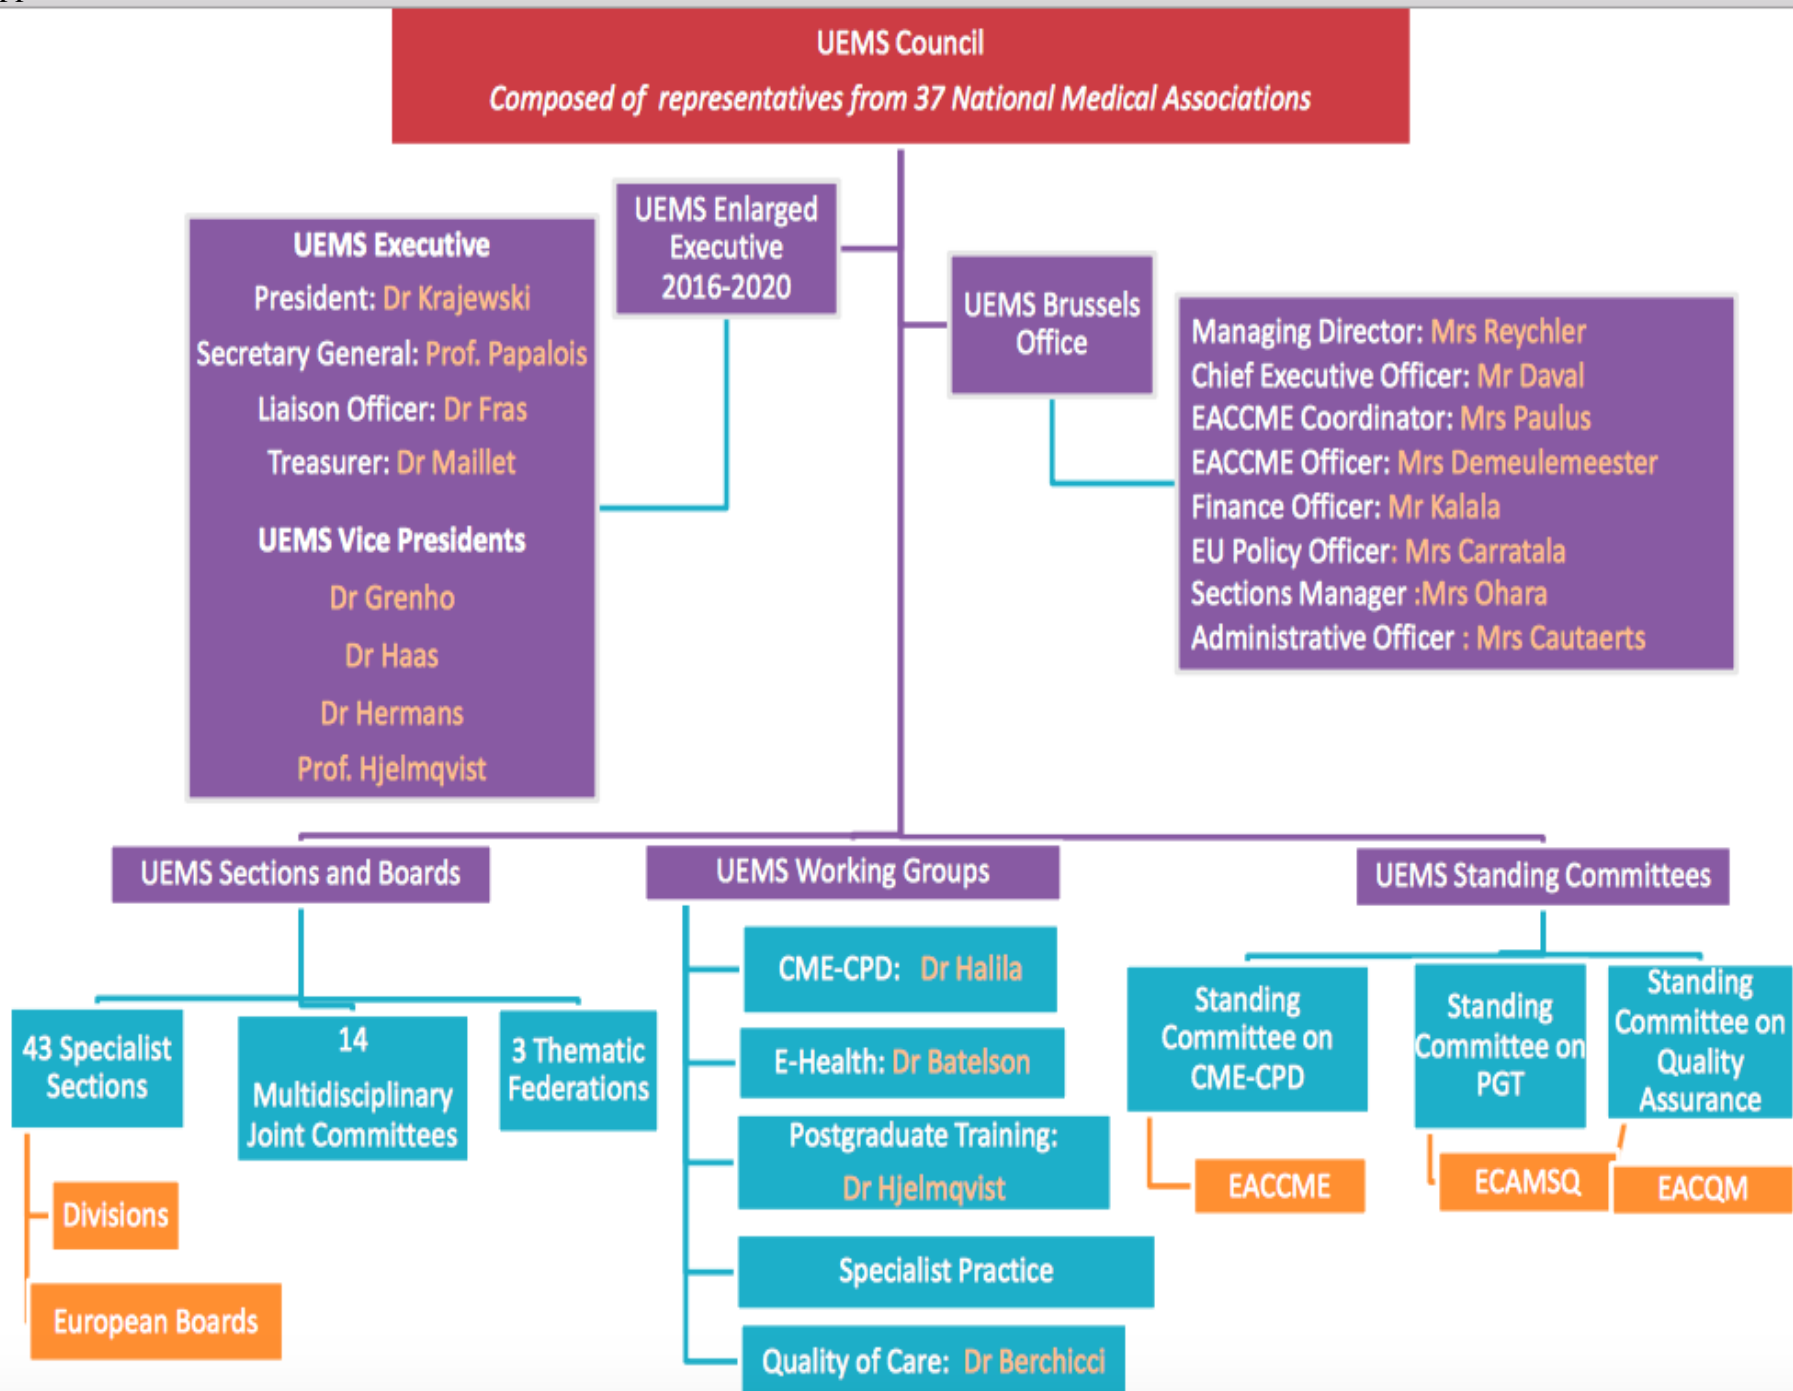 UEMS Council
Composed of representatives from 37 National Medical Associations
UEMS Enlarged
Executive
2016-2020
UEMS Executive
President: Dr Krajewski
Secretary General: Prof. Papalois
Liaison Officer: Dr Fras
Treasurer: Dr Maillet
UEMS Vice Presidents
Dr Grenho
Dr Haas
Dr Hermans
Prof. Hjelmqvist
UEMS Brussels
Office
Managing Director: Mrs Reychler
Chief Executive Officer: Mr Daval
EACCME Coordinator: Mrs Paulus
EACCME Officer: Mrs Demeulemeester
Finance Officer: Mr Kalala
EU Policy Officer: Mrs Carratala
Sections Manager :Mrs Ohara
Administrative Officer : Mrs Cautaerts
UEMS Sections and Boards
43 Specialist
Sections
14
Multidisciplinary
Joint Committees
3 Thematic
Federations
Divisions
European Boards
UEMS Working Groups
CME-CPD: Dr Halila
E-Health: Dr Batelson
Postgraduate Training:
Dr Hjelmqvist
Specialist Practice
Quality of Care: Dr Berchicci
UEMS Standing Committees
Standing
Committee on
CME-CPD
Standing
Committee on
PGT
Standing
Committee on
Quality
Assurance
EACCME
ECAMSQ
EACQM